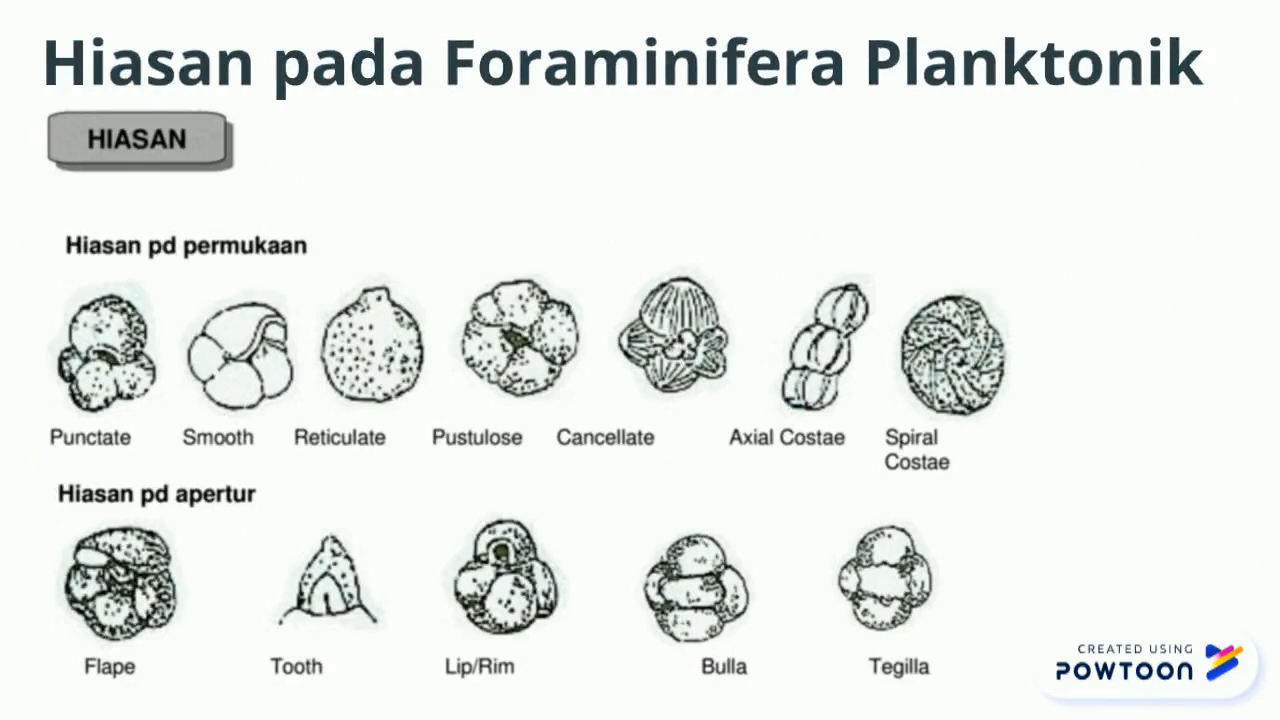 Hiasan pada Foraminifera Planktonik
HIASAN
Hiasan pd permukaan
Punctate Smooth Reticulate Pustulose Cancellate Axial Costae Spiral
Costae
Hiasan pd apertur
Flape Tooth Lip/Rim Bulla Tegilla
CREATED USING
POWTOON